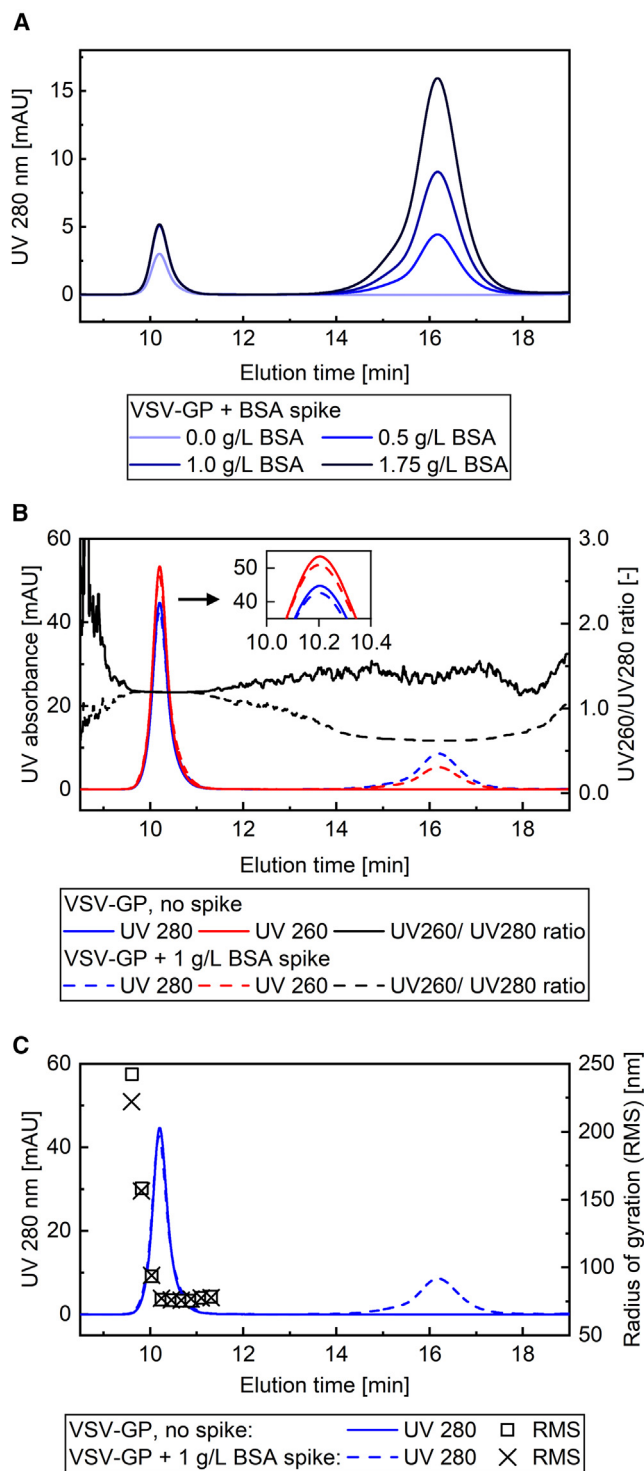 A
UV 280 nm [mAU]
15
10
5
0
10 12 14 16 18
Elution time [min]
VSV-GP + BSA spike
0.0 g/L BSA 0.5 g/L BSA
1.0 g/L BSA 1.75 g/L BSA
B
UV absorbance [mAU]
60
40
20
0
50
40
10.0 10.2 10.4
3.0
2.4
1.8
1.2
0.6
0.0
UV260/UV280 ratio [-]
10 12 14 16 18
Elution time [min]
VSV-GP, no spike
UV 280 UV 260 UV260/ UV280 ratio
VSV-GP + 1 g/L BSA spike
UV 280 UV 260 UV260/ UV280 ratio
C
UV 280 nm [mAU]
60
40
20
0
250
200
150
100
50
Radius of gyration (RMS) [nm]
10 12 14 16 18
Elution time [min]
VSV-GP, no spike: UV 280 RMS
VSV-GP + 1 g/L BSA spike: UV 280 RMS